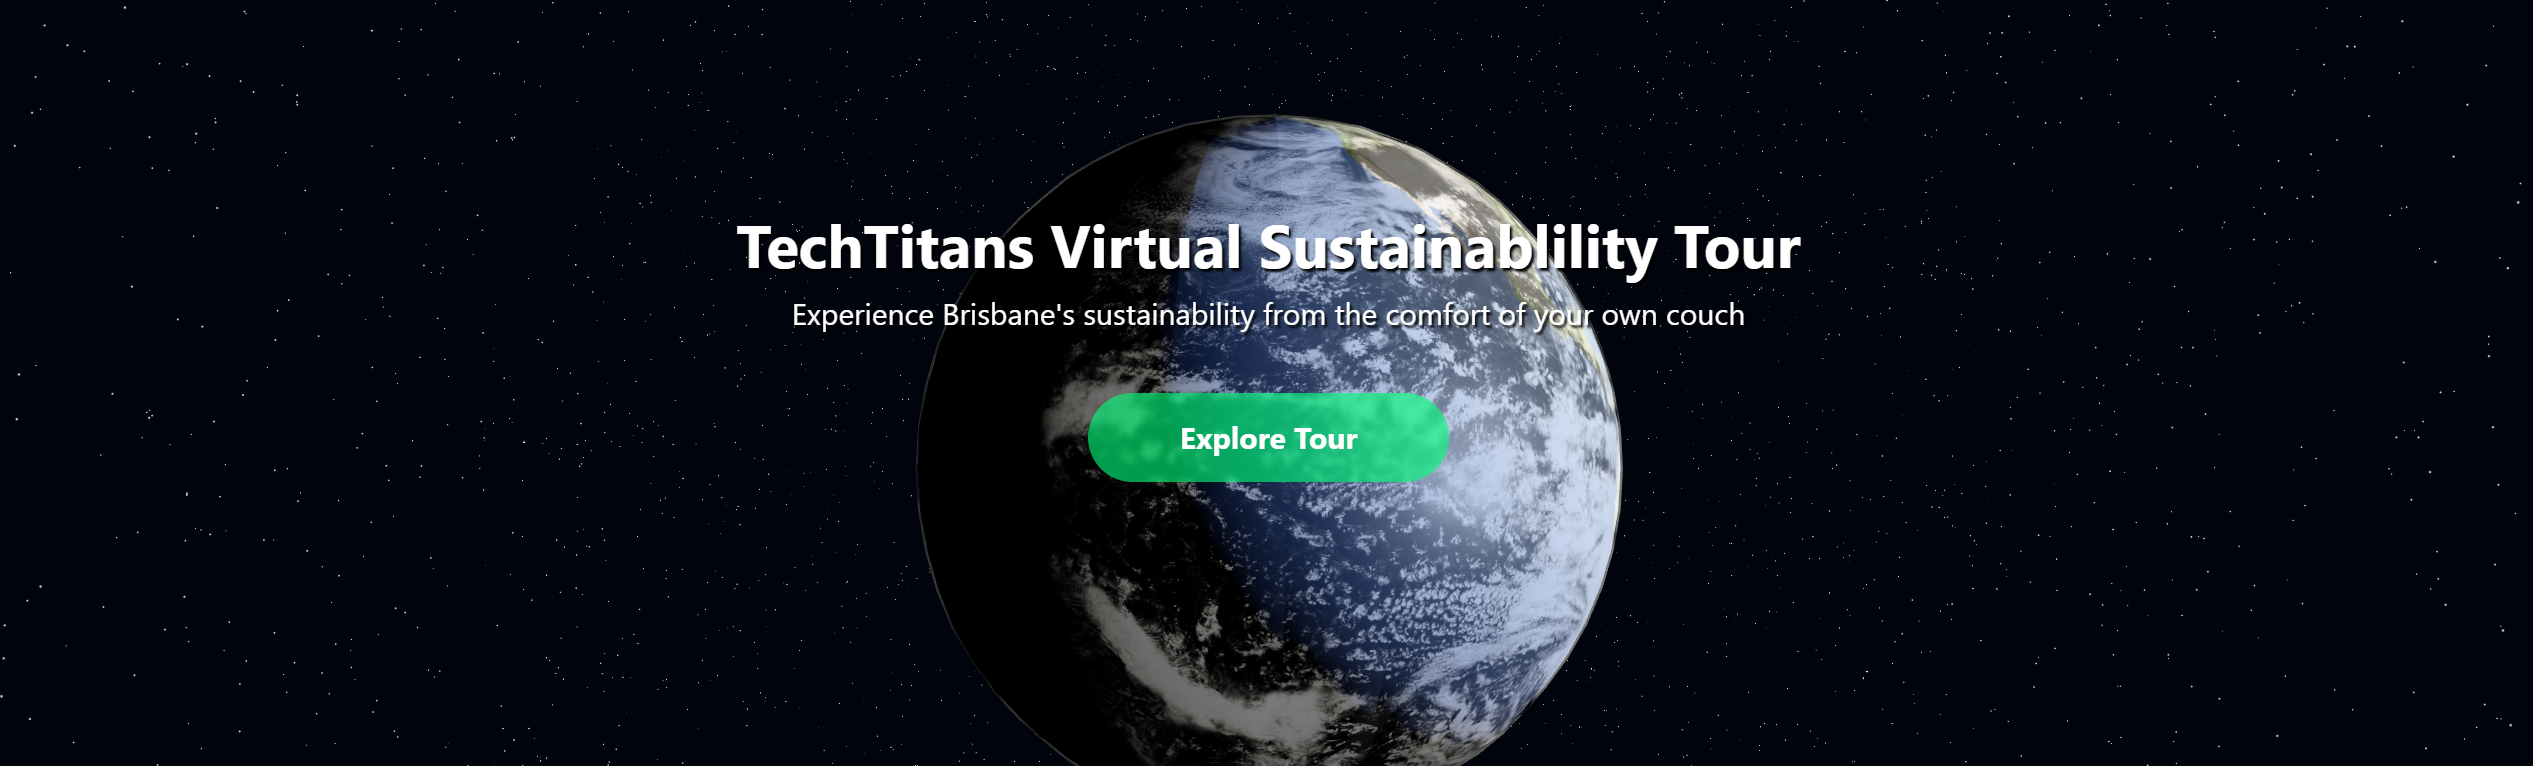 TechTitans Virtual Sustainablility Tour
Experience Brisbane's sustainability from the comfort of your own couch
Explore Tour